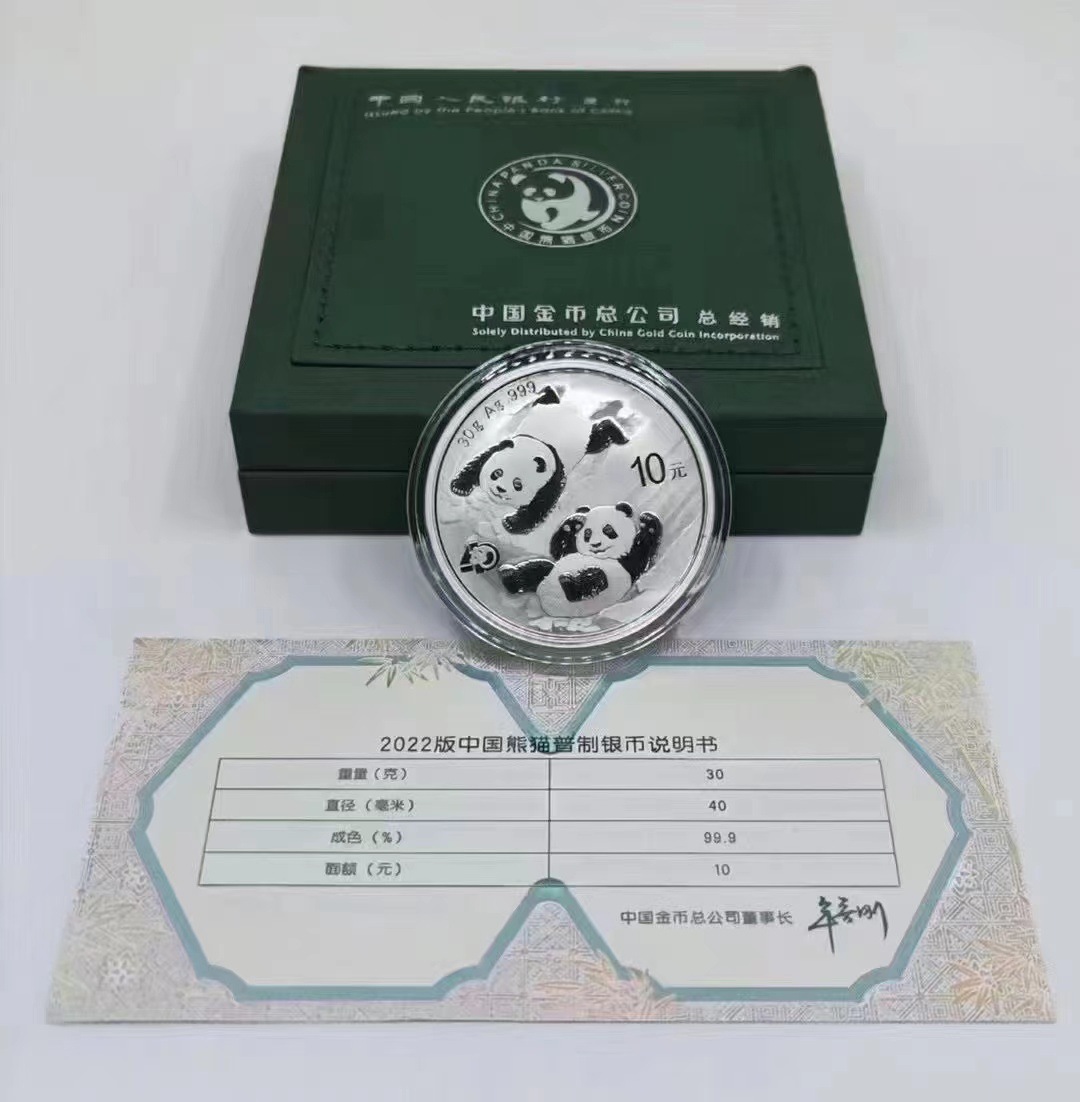 中国人民银行 发行
Issued by the People's Bank of China
CHINA PANDA SILVER COIN
中国熊猫银币
中国金币总公司 总经销
Solely Distributed by China Gold Coin Incorporation
30g Ag.999
10元
40
2022版中国熊猫普制银币说明书
重量（克） 30
直径（毫米） 40
成色（%） 99.9
面额（元） 10
中国金币总公司董事长